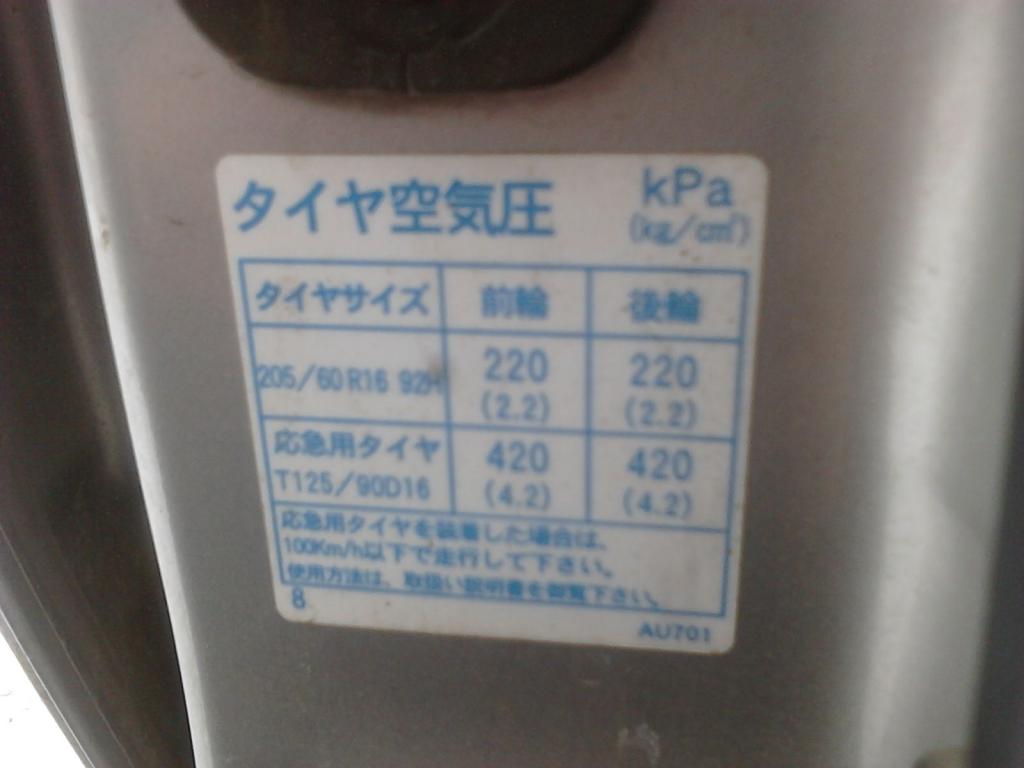 タイヤ空気圧 kPa
(kg/cm²)
タイヤサイズ 前輪 後輪
205/60R16 92H 220 220
(2.2) (2.2)
応急用タイヤ 420 420
T125/90D16 (4.2) (4.2)
応急用タイヤを装着した場合は、
100Km/h以下で走行して下さい。
使用方法は、取扱い説明書を御覧下さい。
8
AU701